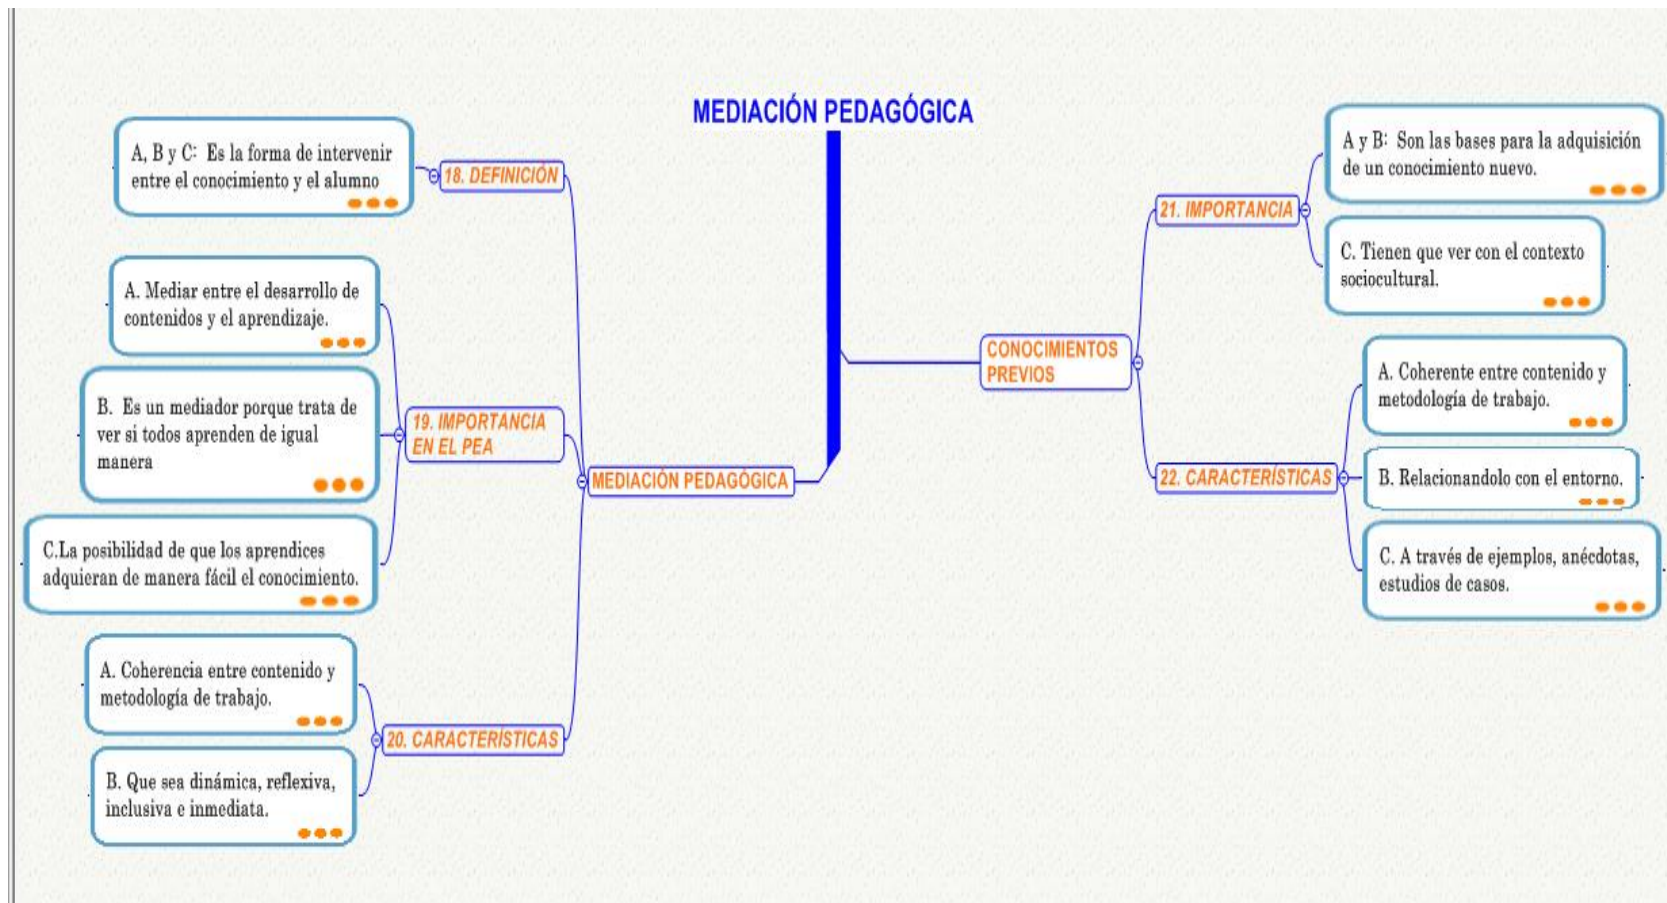 MEDIACIÓN PEDAGÓGICA
MEDIACIÓN PEDAGÓGICA
18. DEFINICIÓN
A, B y C: Es la forma de intervenir
entre el conocimiento y el alumno
19. IMPORTANCIA
EN EL PEA
A. Mediar entre el desarrollo de
contenidos y el aprendizaje.
B. Es un mediador porque trata de
ver si todos aprenden de igual
manera
C.La posibilidad de que los aprendices
adquieran de manera fácil el conocimiento.
20. CARACTERÍSTICAS
A. Coherencia entre contenido y
metodología de trabajo.
B. Que sea dinámica, reflexiva,
inclusiva e inmediata.
CONOCIMIENTOS
PREVIOS
21. IMPORTANCIA
A y B: Son las bases para la adquisición
de un conocimiento nuevo.
C. Tienen que ver con el contexto
sociocultural.
22. CARACTERÍSTICAS
A. Coherente entre contenido y
metodología de trabajo.
B. Relacionandolo con el entorno.
C. A través de ejemplos, anécdotas,
estudios de casos.